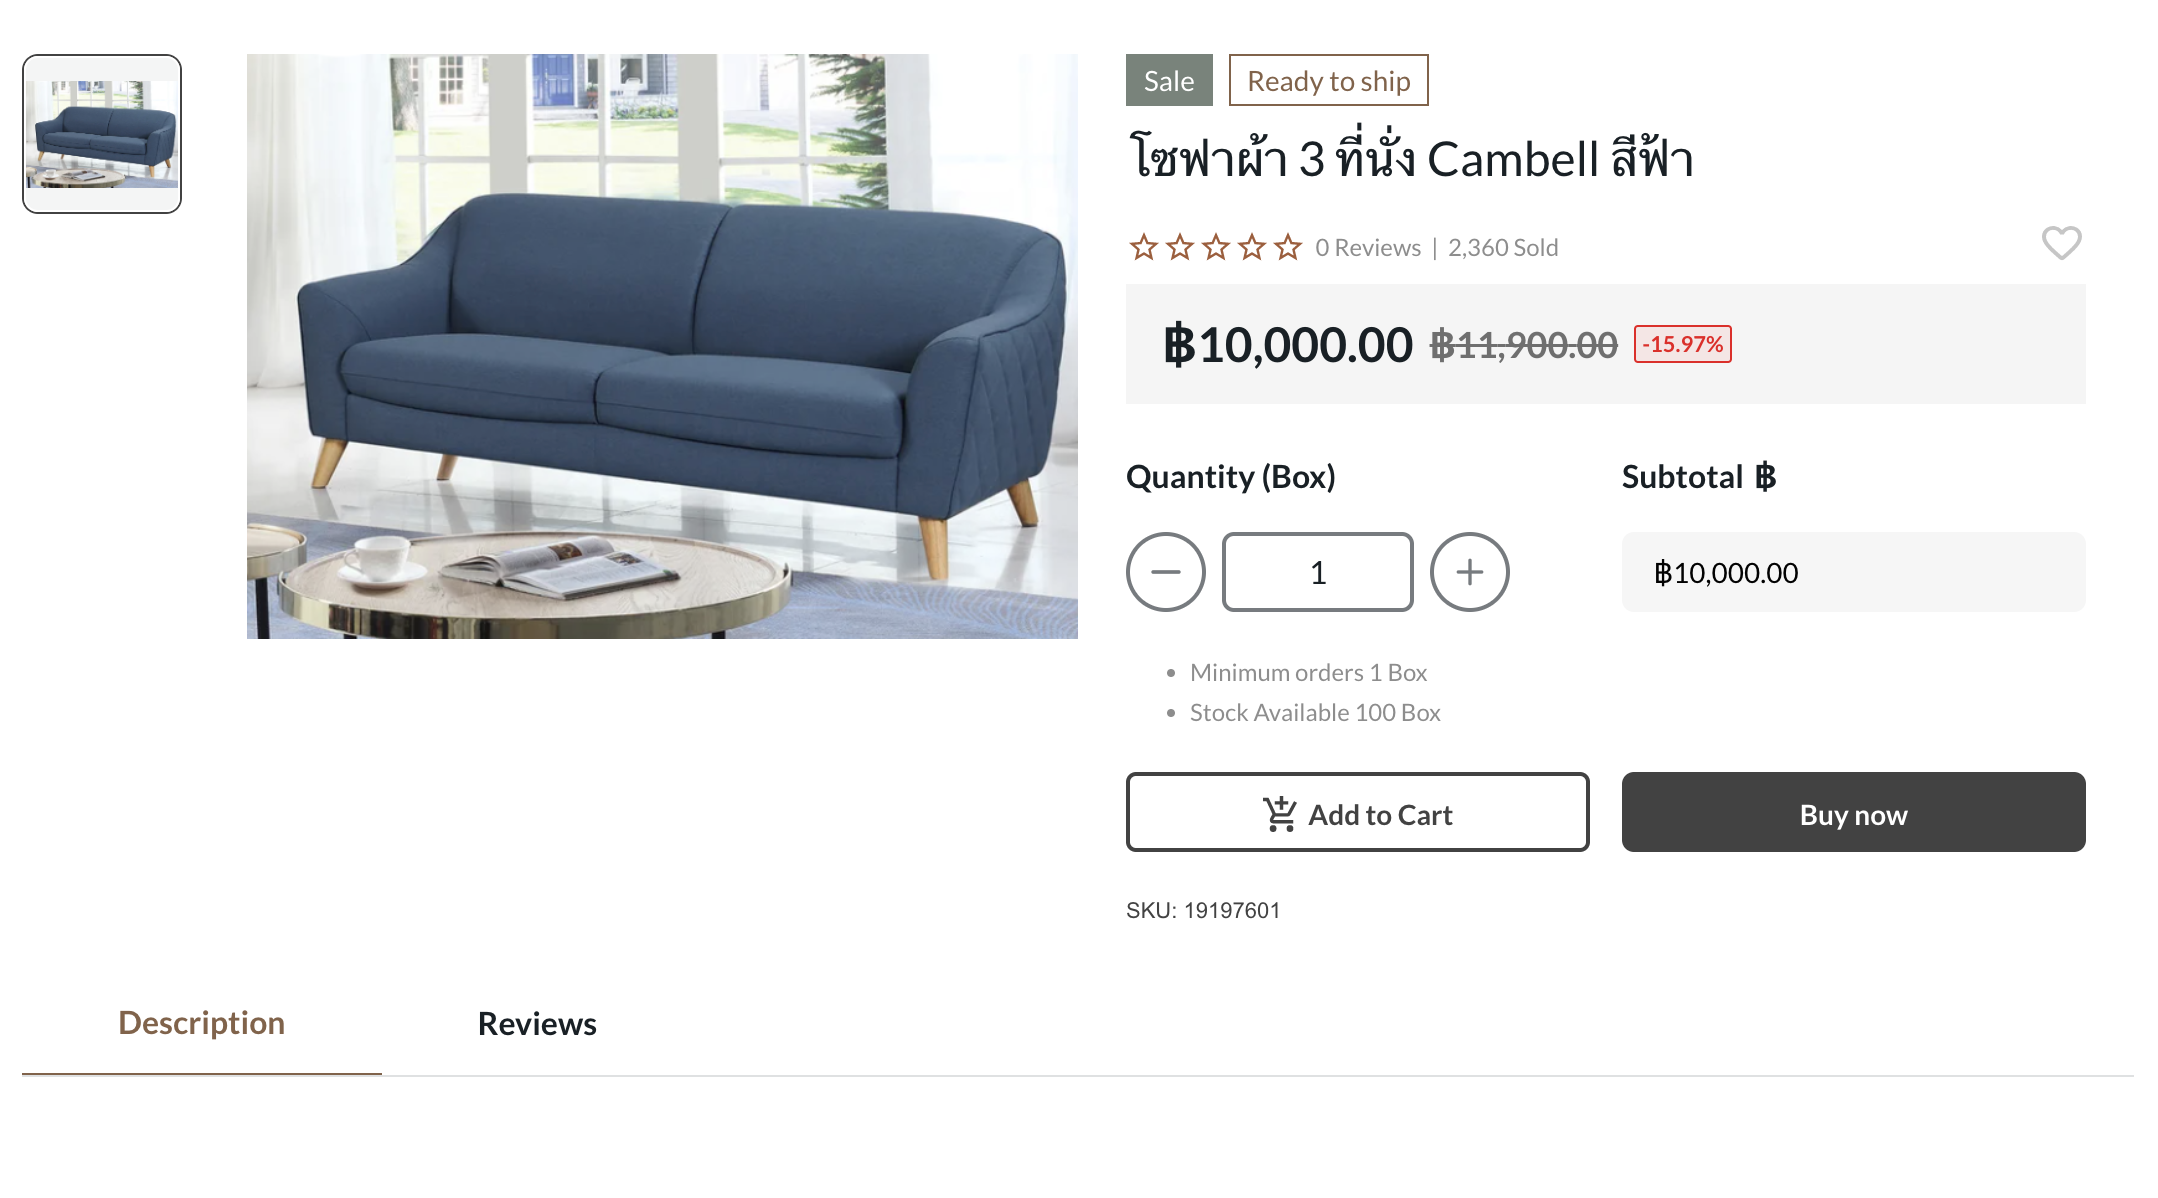 Sale
Ready to ship
โซฟาผ้า 3 ที่นั่ง Cambell สีฟ้า
0 Reviews | 2,360 Sold
฿10,000.00 ฿11,900.00 -15.97%
Quantity (Box)
Subtotal ฿
1
฿10,000.00
Minimum orders 1 Box
Stock Available 100 Box
Add to Cart
Buy now
SKU: 19197601
Description
Reviews